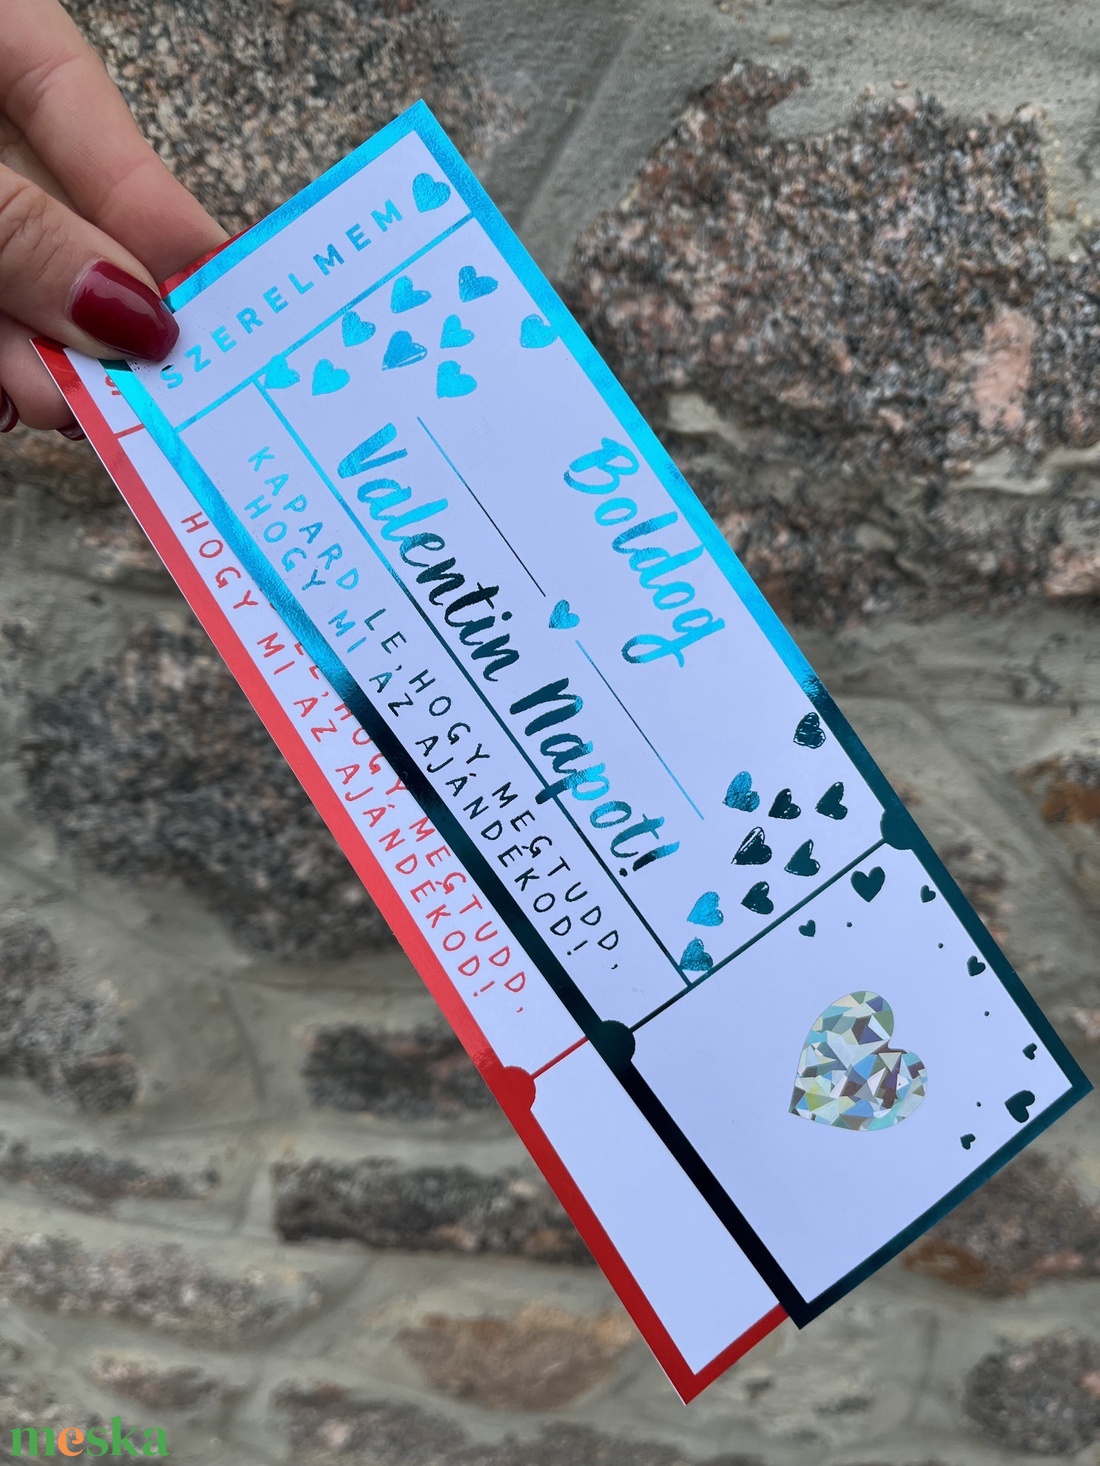 SZERELMEM
Boldog
Valentin Napot!
KAPARD LE, HOGY MEGTUDD,
HOGY MI AZ AJÁNDÉKOD!
S
LE, HOGY MEGTUDD,
HOGY MI AZ AJÁNDÉKOD!
meska